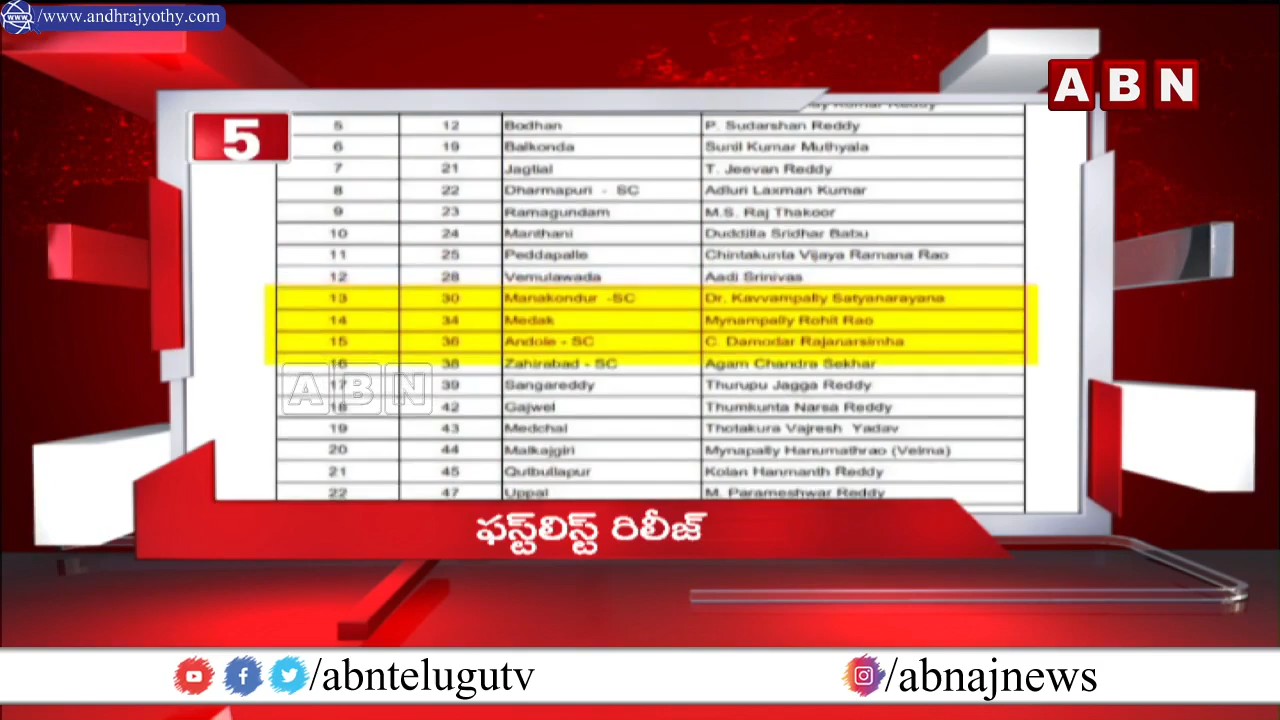 www.andhrajyothy.com
ABN
5
Kumar Reddy
5 12 Bodhan P. Sudarshan Reddy
6 19 Balkonda Sunil Kumar Muthyala
7 21 Jagtial T. Jeevan Reddy
8 22 Dharmapuri - SC Adluri Laxman Kumar
9 23 Ramagundam M.S. Raj Thakoor
10 24 Manthani Duddilla Sridhar Babu
11 25 Peddapalle Chintakunta Vijaya Ramana Rao
12 28 Vemulawada Aadi Srinivas
13 30 Manakondur -SC Dr. Kavvampally Satyanarayana
14 34 Medak Mynampally Rohit Rao
15 36 Andole - SC C. Damodar Rajanarsimha
16 38 Zahirabad - SC Agam Chandra Sekhar
17 39 Sangareddy Thurupu Jagga Reddy
18 42 Gajwel Thumkunta Narsa Reddy
19 43 Medchal Thotakura Vajresh Yadav
20 44 Malkajgiri Mynapally Hanumathrao (Velma)
21 45 Qutbullapur Kolan Hanmanth Reddy
22 47 Uppal M. Parameshwar Reddy
ABN
ఫస్ట్‌లిస్ట్ రిలీజ్
/abntelugutv
/abnajnews